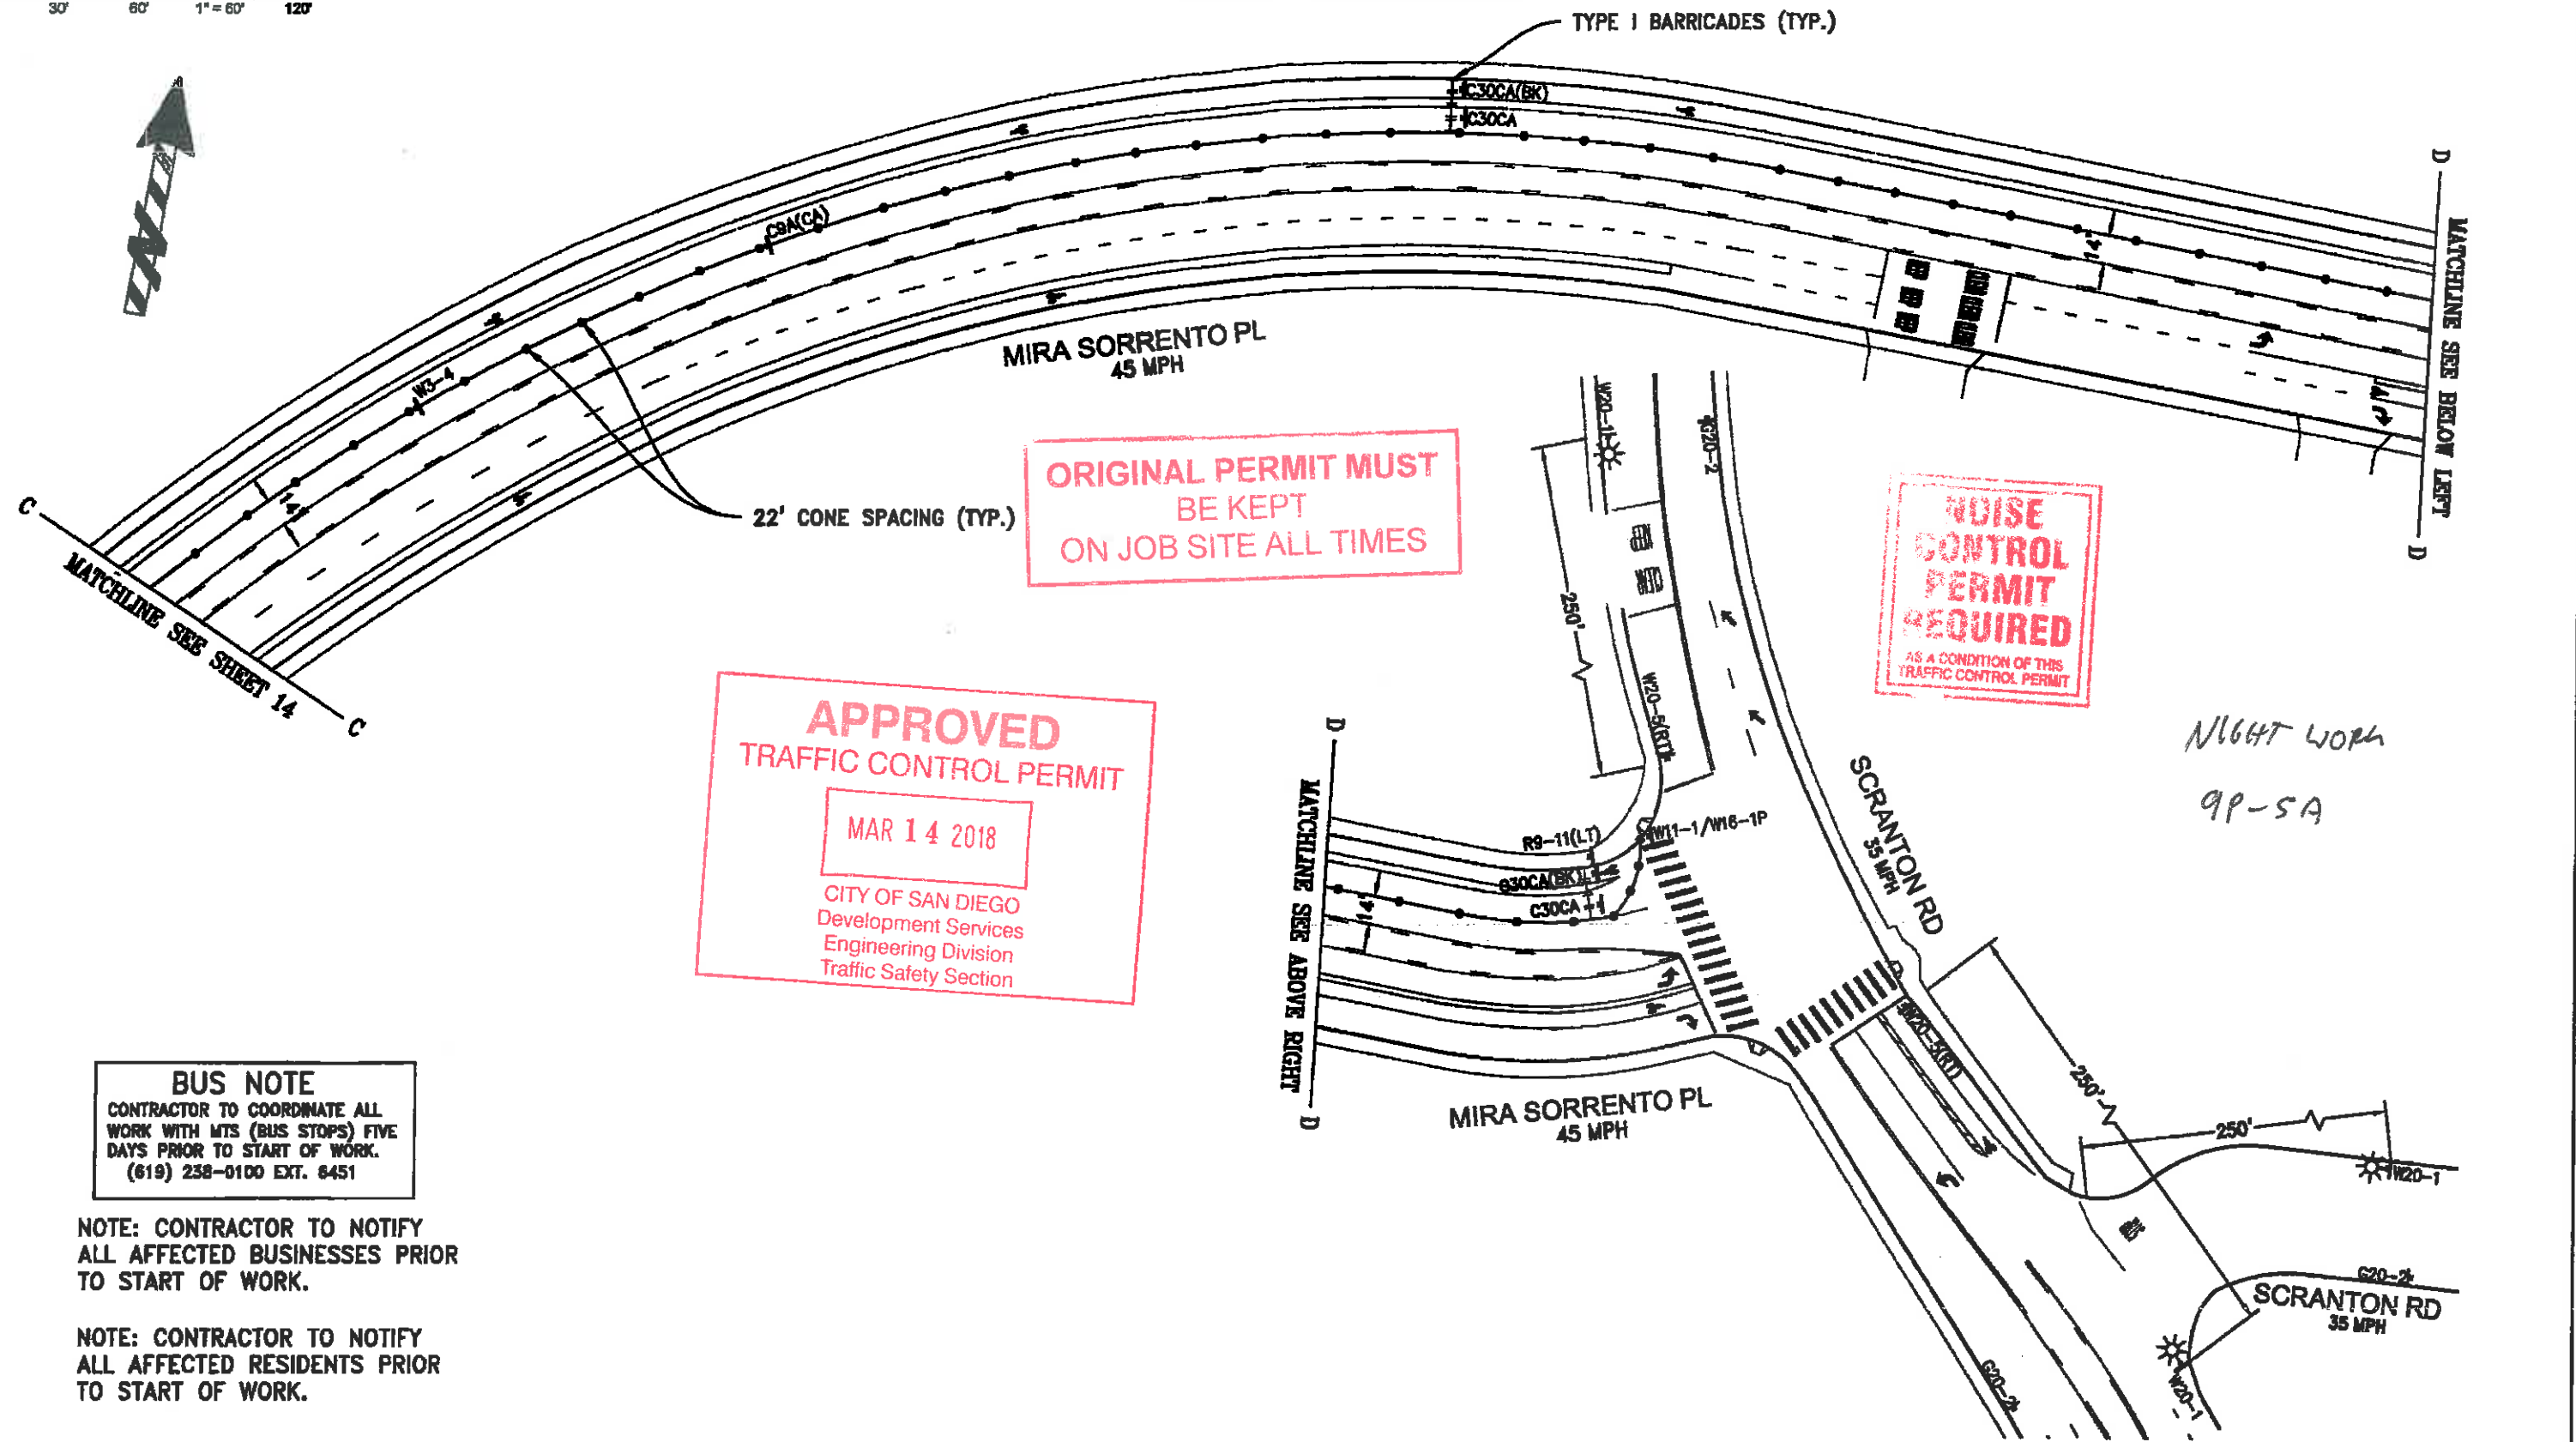 30' 60' 1" = 60' 120'
TYPE I BARRICADES (TYP.)
C30CA(BK)
C30CA
C9A(CA)
W3-4
14'
14'
D
MATCHLINE SEE BELOW LEFT
D
MIRA SORRENTO PL
45 MPH
22' CONE SPACING (TYP.)
C
MATCHLINE SEE SHEET 14
C
ORIGINAL PERMIT MUST
BE KEPT
ON JOB SITE ALL TIMES
W20-1
G20-2
250'
W20-5(RT)
NOISE
CONTROL
PERMIT
REQUIRED
AS A CONDITION OF THIS
TRAFFIC CONTROL PERMIT
NIGHT WORK
9P-5A
APPROVED
TRAFFIC CONTROL PERMIT
MAR 14 2018
CITY OF SAN DIEGO
Development Services
Engineering Division
Traffic Safety Section
D
MATCHLINE SEE ABOVE RIGHT
D
R9-11(LT)
W11-1/W16-1P
C30CA(BK)
C30CA
14'
SCRANTON RD
35 MPH
W20-5(RT)
MIRA SORRENTO PL
45 MPH
250'
250'
W20-1
G20-2
SCRANTON RD
35 MPH
W20-1
G20-2
BUS NOTE
CONTRACTOR TO COORDINATE ALL
WORK WITH MTS (BUS STOPS) FIVE
DAYS PRIOR TO START OF WORK.
(619) 238-0100 EXT. 6451
NOTE: CONTRACTOR TO NOTIFY
ALL AFFECTED BUSINESSES PRIOR
TO START OF WORK.
NOTE: CONTRACTOR TO NOTIFY
ALL AFFECTED RESIDENTS PRIOR
TO START OF WORK.